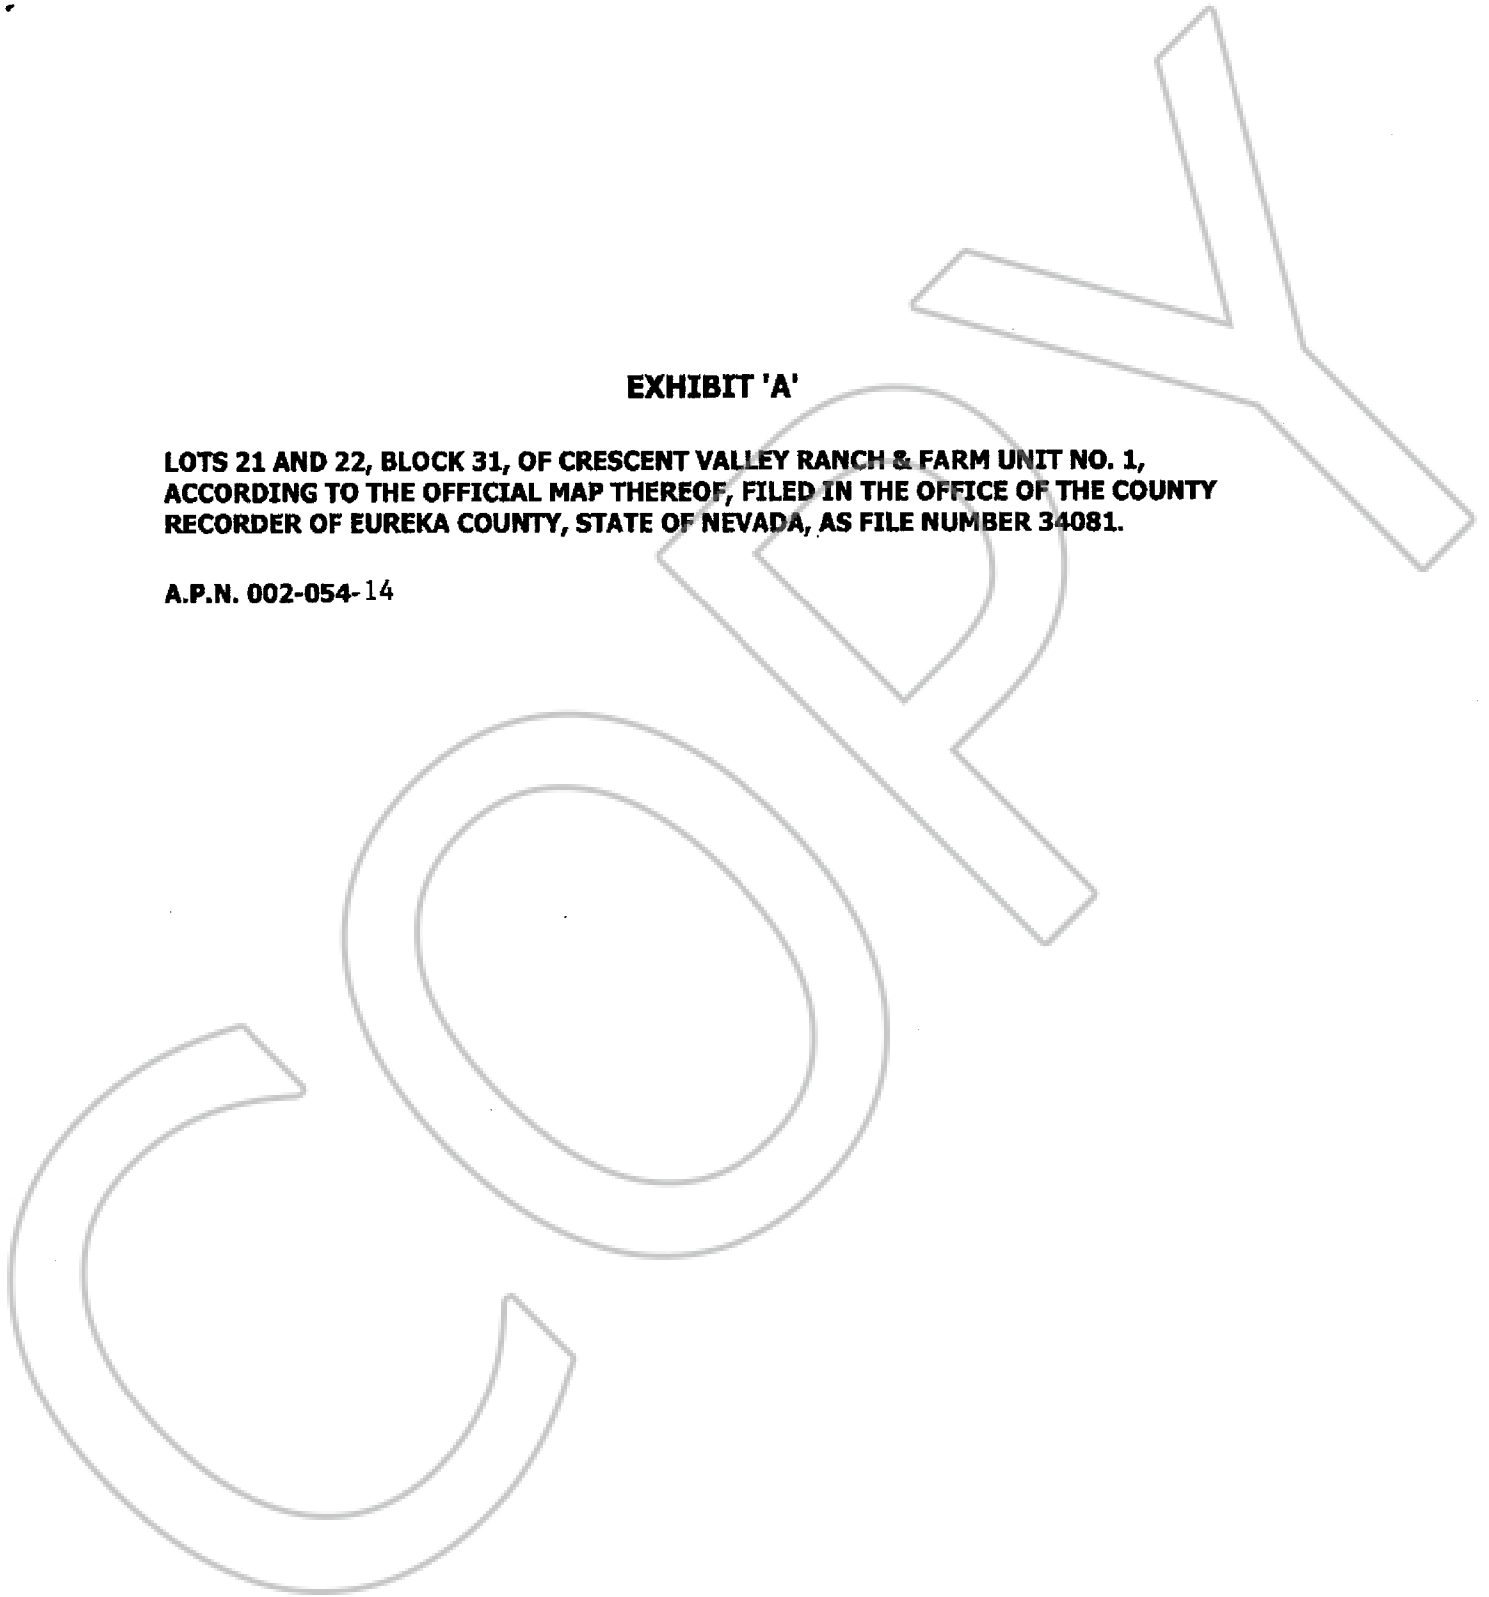 EXHIBIT 'A'
LOTS 21 AND 22, BLOCK 31, OF CRESCENT VALLEY RANCH & FARM UNIT NO. 1,
ACCORDING TO THE OFFICIAL MAP THEREOF, FILED IN THE OFFICE OF THE COUNTY
RECORDER OF EUREKA COUNTY, STATE OF NEVADA, AS FILE NUMBER 34081.
A.P.N. 002-054-14
COPY